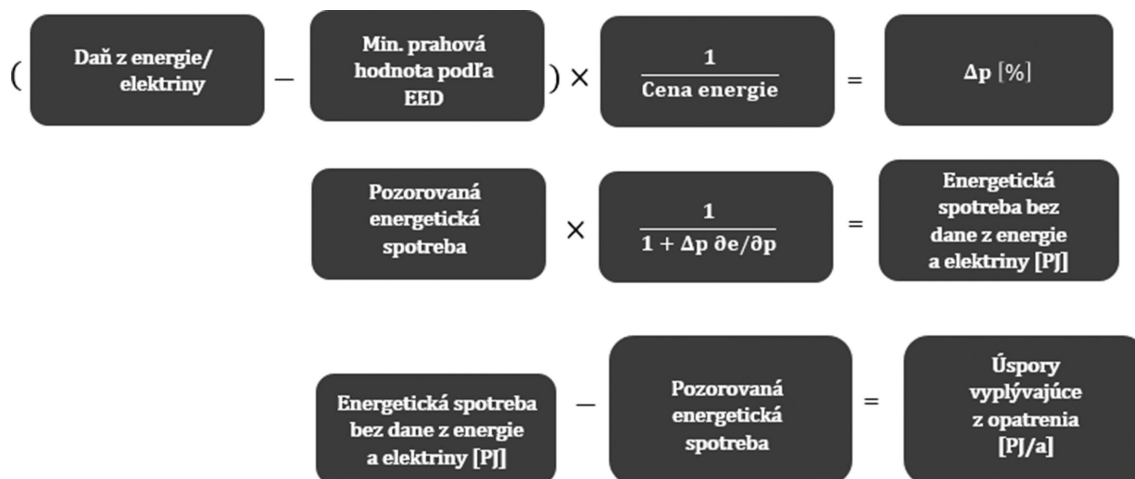 ( Daň z energie/
elektriny
−
Min. prahová
hodnota podľa
EED
) ×
1
Cena energie
=
Δp [%]
Pozorovaná
energetická
spotreba
×
1
1 + Δp ∂e/∂p
=
Energetická
spotreba bez
dane z energie
a elektriny [PJ]
Energetická spotreba
bez dane z energie
a elektriny [PJ]
−
Pozorovaná
energetická
spotreba
=
Úspory
vyplývajúce
z opatrenia
[PJ/a]